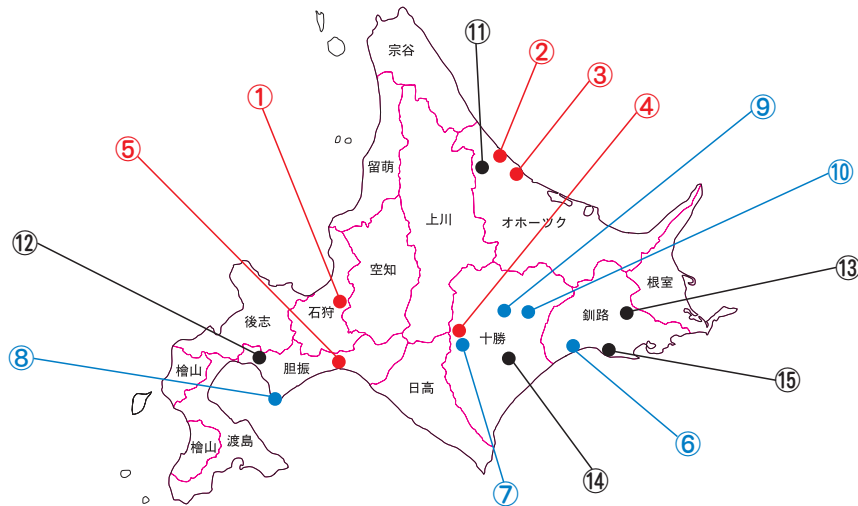 宗谷
⑪
②
③
①
④
⑨
⑤
留萌
⑩
オホーツク
上川
⑫
空知
根室
⑬
石狩
後志
釧路
十勝
⑧
檜山
胆振
日高
⑮
檜山
渡島
⑥
⑭
⑦